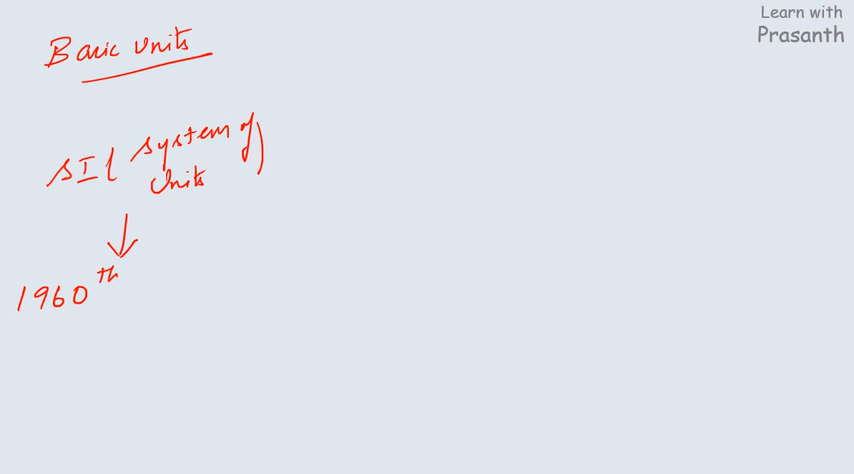 Learn with
Prasanth
Basic Units
SI (System of
Units)
1960th